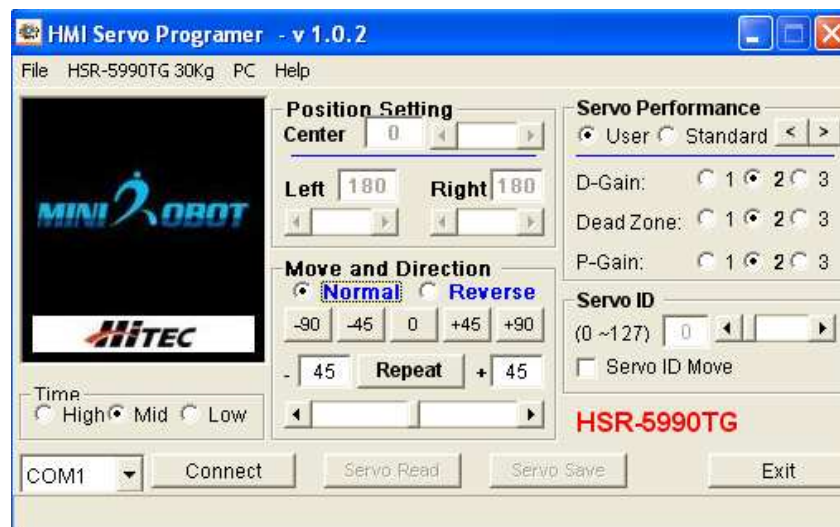 HMI Servo Programer - v 1.0.2
File HSR-5990TG 30Kg PC Help
MINI ROBOT
HiTEC
Time
High Mid Low
Position Setting
Center 0
Left 180 Right 180
Move and Direction
Normal Reverse
-90 -45 0 +45 +90
- 45 Repeat + 45
Servo Performance
User Standard < >
D-Gain: 1 2 3
Dead Zone: 1 2 3
P-Gain: 1 2 3
Servo ID
(0 ~127) 0
Servo ID Move
HSR-5990TG
COM1 Connect Servo Read Servo Save Exit